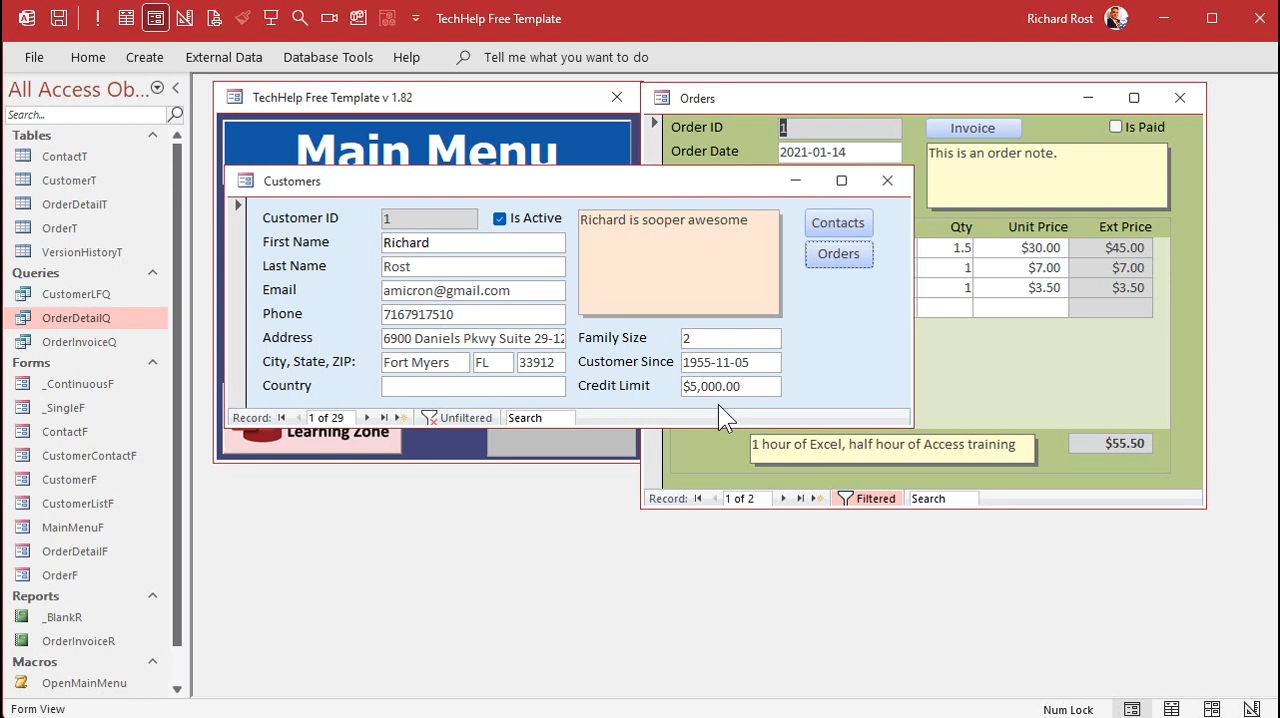 TechHelp Free Template
Richard Rost
File Home Create External Data Database Tools Help Tell me what you want to do
All Access Ob...
Search...
Tables
ContactT
CustomerT
OrderDetailT
OrderT
VersionHistoryT
Queries
CustomerLFQ
OrderDetailQ
OrderInvoiceQ
Forms
_ContinuousF
_SingleF
ContactF
CustomerContactF
CustomerF
CustomerListF
MainMenuF
OrderDetailF
OrderF
Reports
_BlankR
OrderInvoiceR
Macros
OpenMainMenu
TechHelp Free Template v 1.82
Main Menu
Learning Zone
Customers
Customer ID 1 Is Active
First Name Richard
Last Name Rost
Email amicron@gmail.com
Phone 7167917510
Address 6900 Daniels Pkwy Suite 29-12
City, State, ZIP: Fort Myers FL 33912
Country
Richard is sooper awesome
Family Size 2
Customer Since 1955-11-05
Credit Limit $5,000.00
Contacts
Orders
Record: 1 of 29 Unfiltered Search
Orders
Order ID 1
Order Date 2021-01-14
Invoice
Is Paid
This is an order note.
Qty Unit Price Ext Price
1.5 $30.00 $45.00
1 $7.00 $7.00
1 $3.50 $3.50
1 hour of Excel, half hour of Access training
$55.50
Record: 1 of 2 Filtered Search
Form View
Num Lock